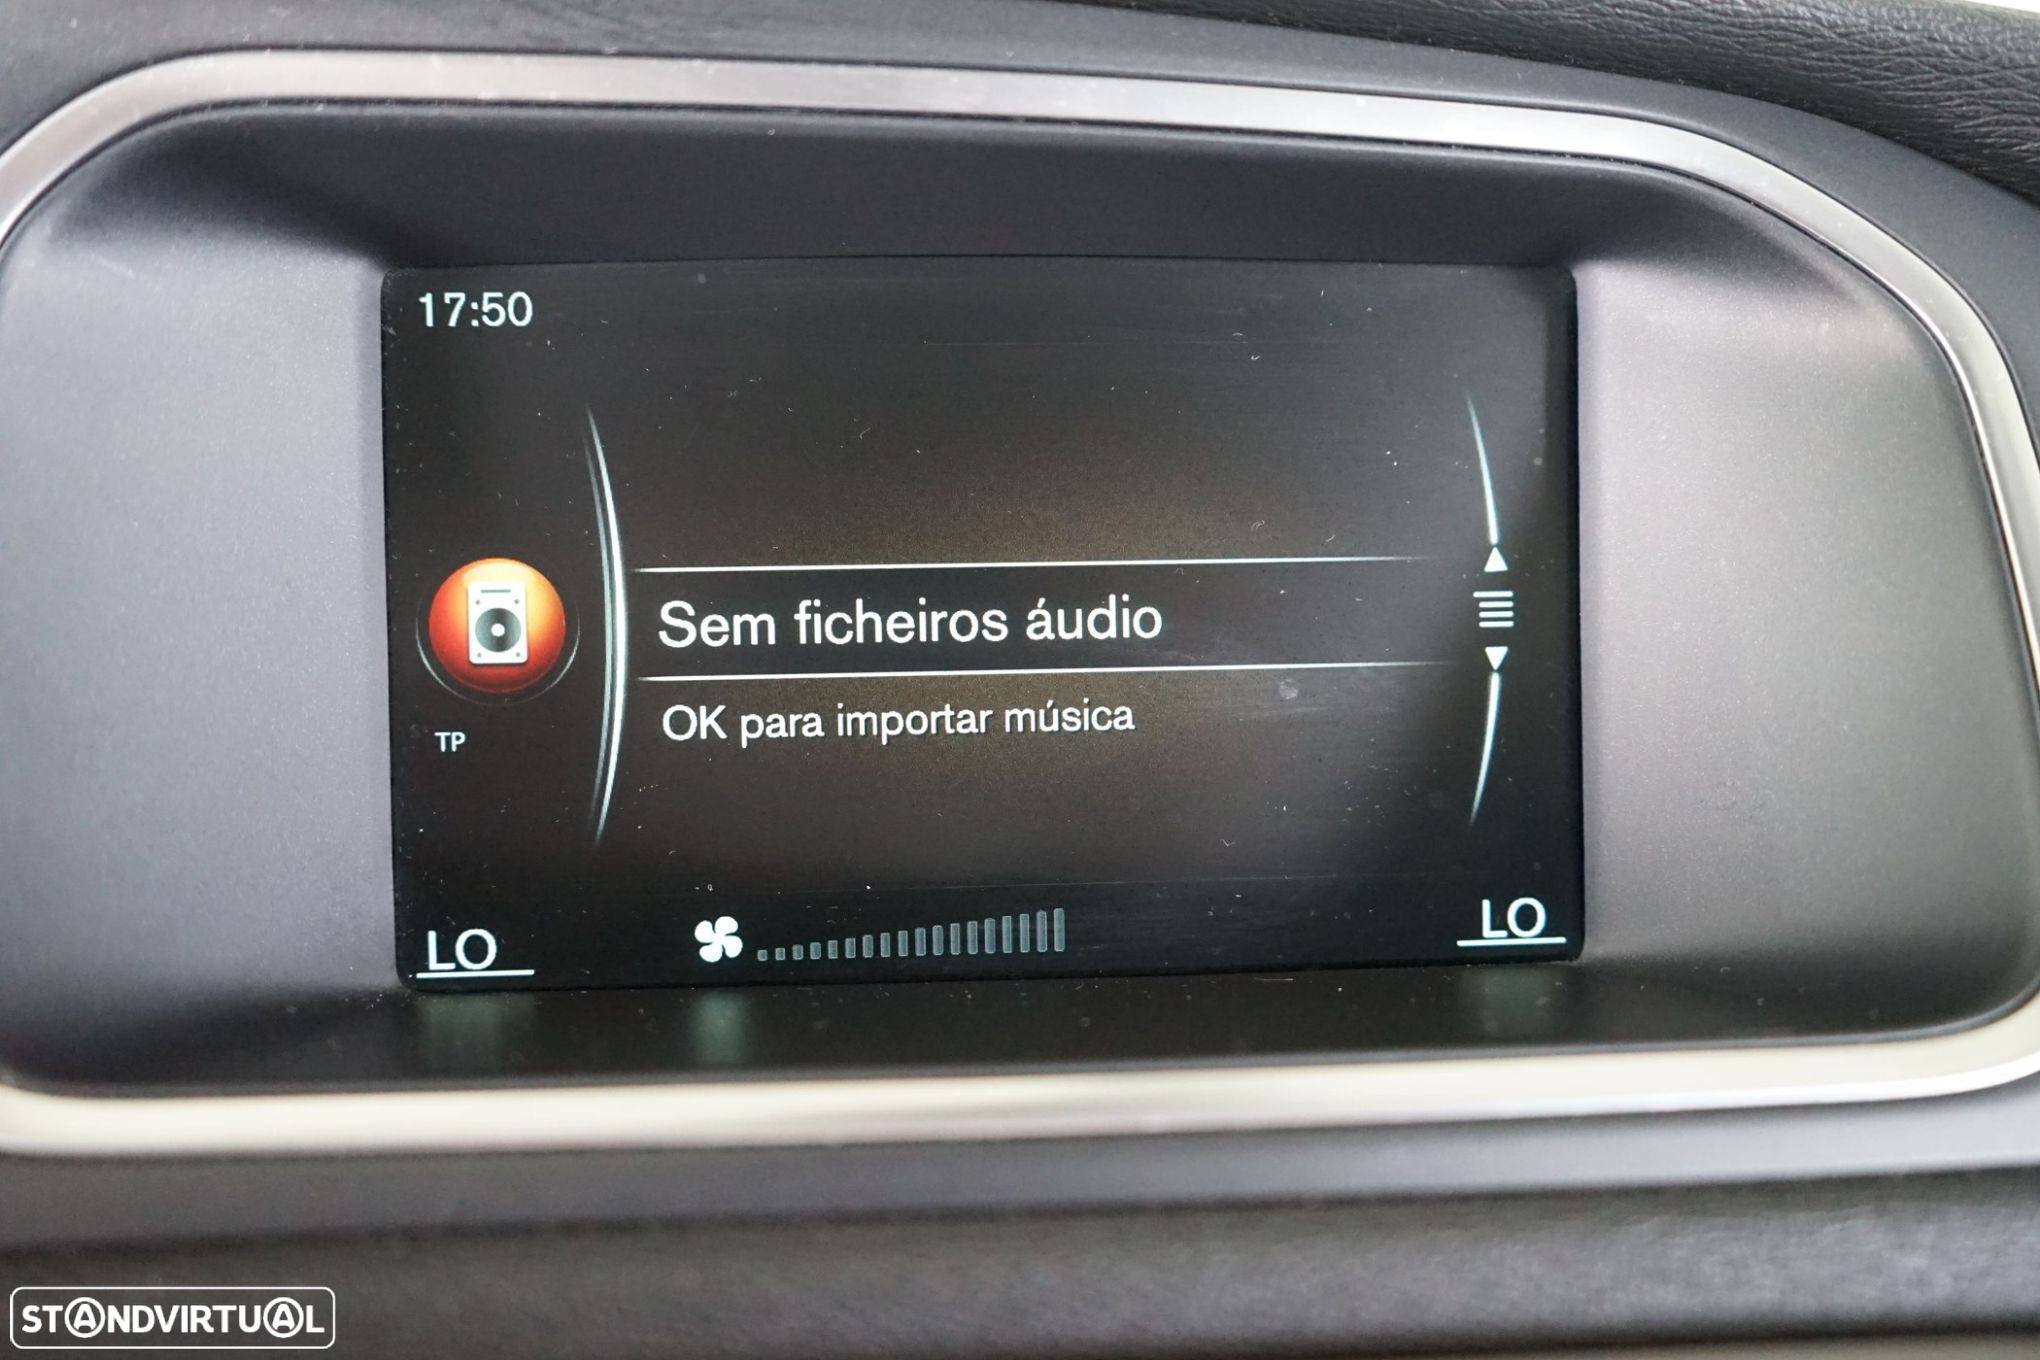 17:50
Sem ficheiros áudio
OK para importar música
TP
LO
LO
STANDVIRTUAL